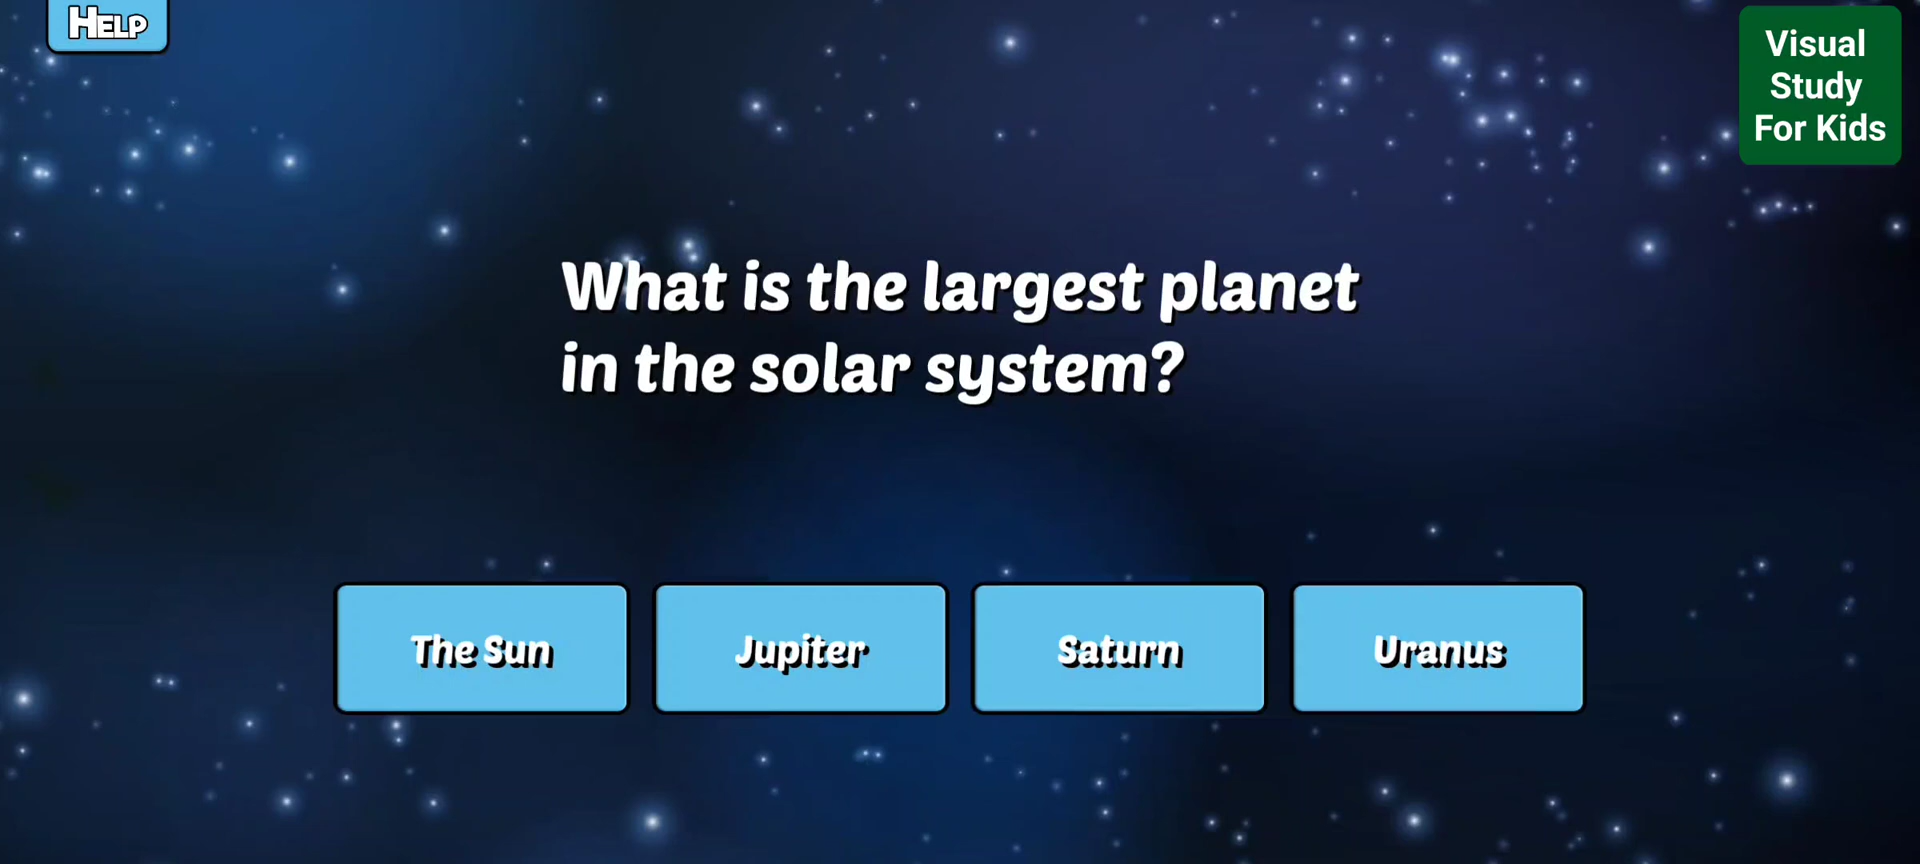 HELP
Visual
Study
For Kids
What is the largest planet
in the solar system?
The Sun
Jupiter
Saturn
Uranus